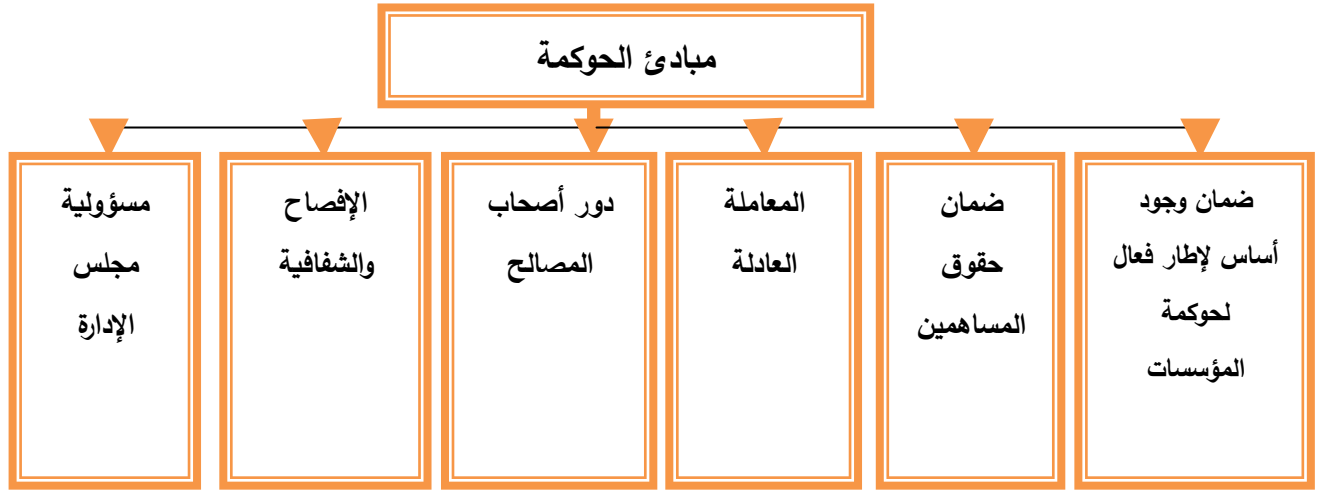 مبادئ الحوكمة
ضمان وجود
أساس لإطار فعال
لحوكمة
المؤسسات
ضمان
حقوق
المساهمين
المعاملة
العادلة
دور أصحاب
المصالح
الإفصاح
والشفافية
مسؤولية
مجلس
الإدارة